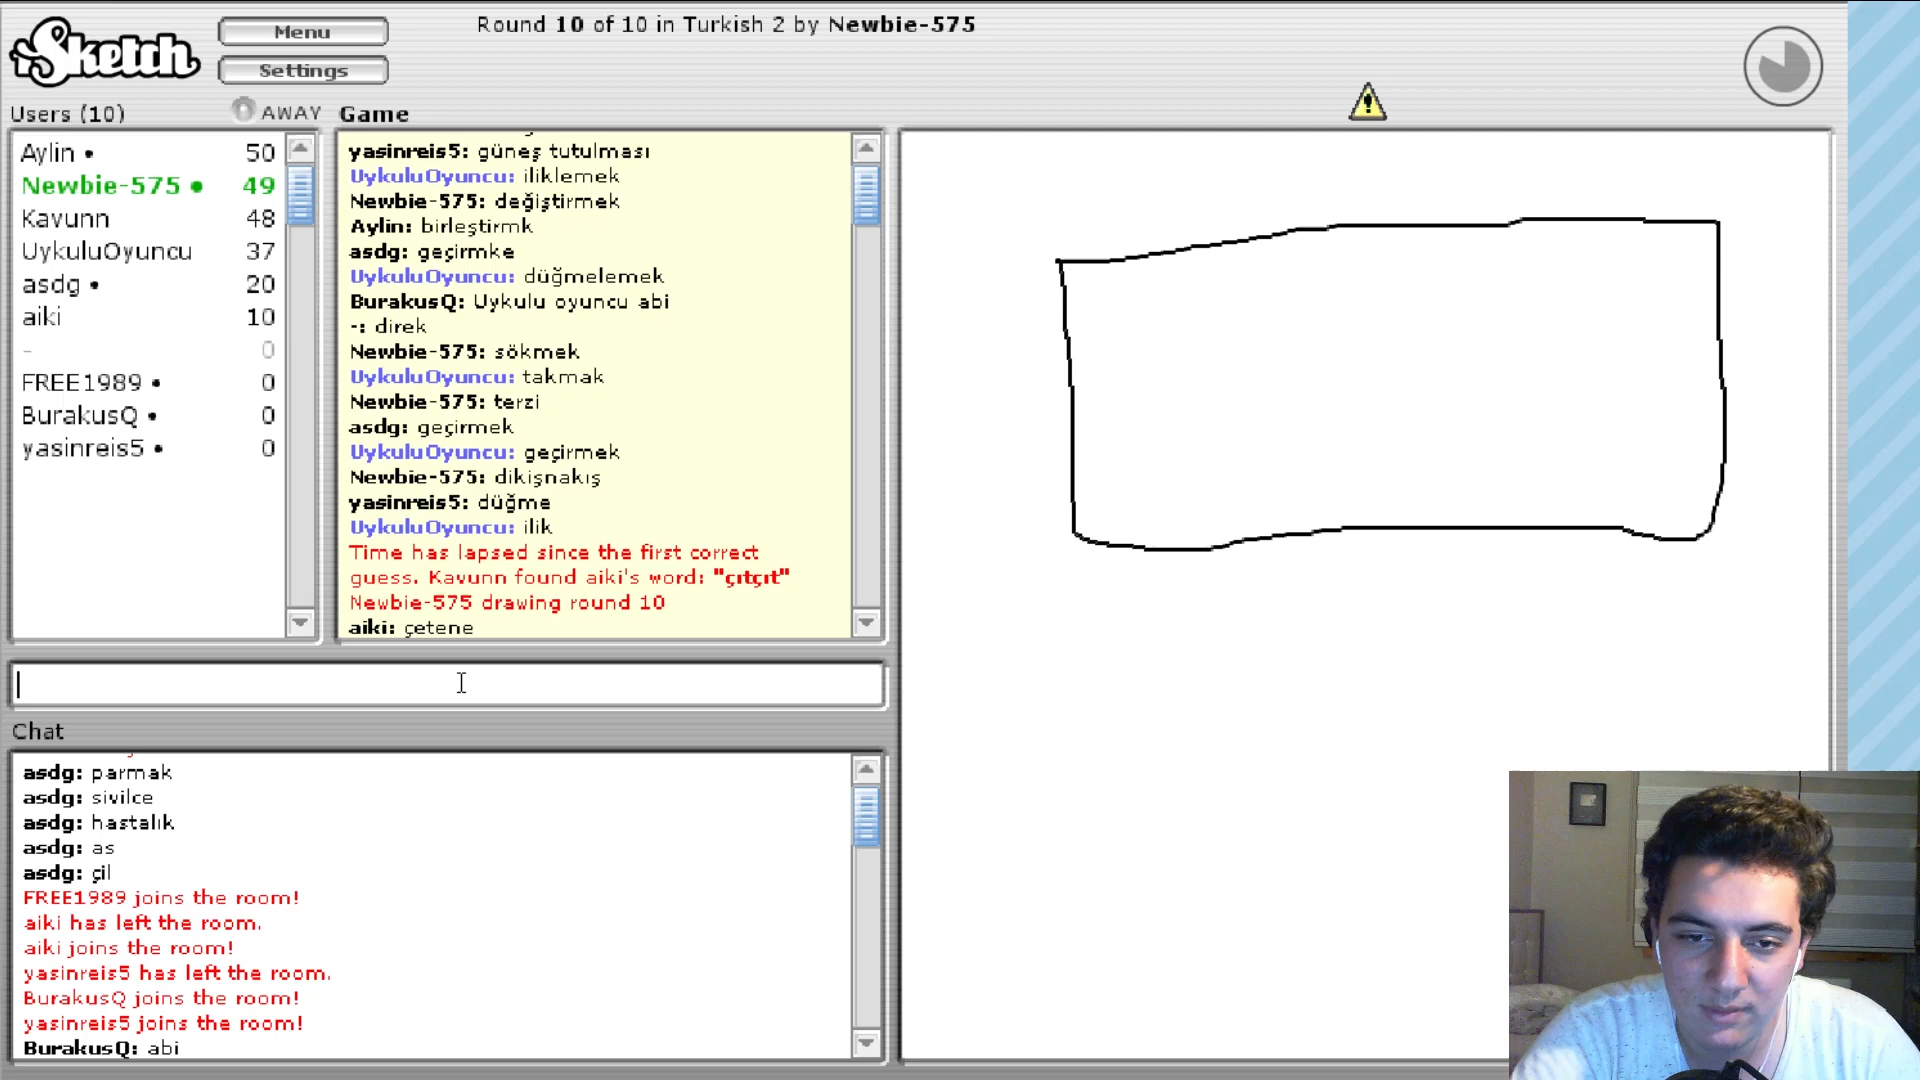 iSketch
Menu
Settings
Round 10 of 10 in Turkish 2 by Newbie-575
Users (10)
AWAY
Aylin • 50
Newbie-575 • 49
Kavunn 48
UykuluOyuncu 37
asdg • 20
aiki 10
- 0
FREE1989 • 0
BurakusQ • 0
yasinreis5 • 0
Game
yasinreis5: güneş tutulması
UykuluOyuncu: iliklemek
Newbie-575: değiştirmek
Aylin: birleştirmk
asdg: geçirmke
UykuluOyuncu: düğmelemek
BurakusQ: Uykulu oyuncu abi
-: direk
Newbie-575: sökmek
UykuluOyuncu: takmak
Newbie-575: terzi
asdg: geçirmek
UykuluOyuncu: geçirmek
Newbie-575: dikişnakış
yasinreis5: düğme
UykuluOyuncu: ilik
Time has lapsed since the first correct
guess. Kavunn found aiki's word: "çıtçıt"
Newbie-575 drawing round 10
aiki: çetene
Chat
asdg: parmak
asdg: sivilce
asdg: hastalık
asdg: as
asdg: çil
FREE1989 joins the room!
aiki has left the room.
aiki joins the room!
yasinreis5 has left the room.
BurakusQ joins the room!
yasinreis5 joins the room!
BurakusQ: abi